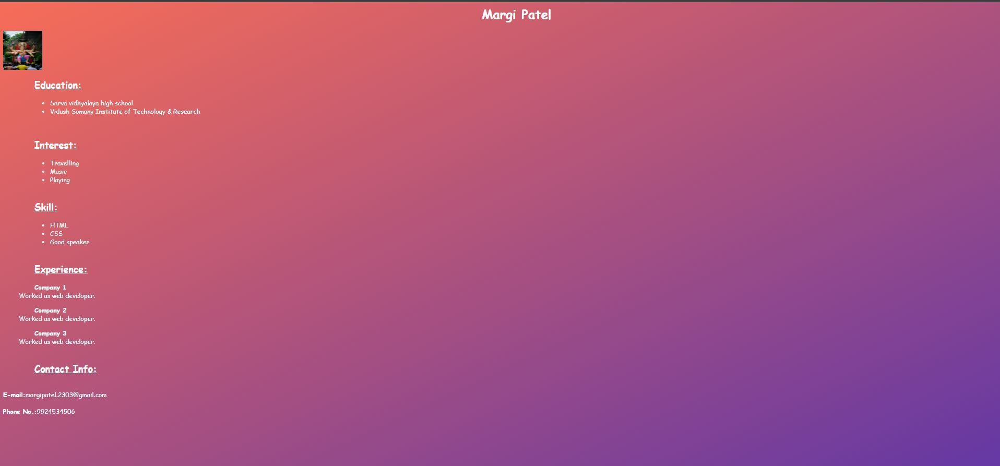 Margi Patel
Education:
Sarva vidhyalaya high school
Vidush Somany Institute of Technology & Research
Interest:
Travelling
Music
Playing
Skill:
HTML
CSS
Good speaker
Experience:
Company 1
Worked as web developer.
Company 2
Worked as web developer.
Company 3
Worked as web developer.
Contact Info:
E-mail:margipatel.2303@gmail.com
Phone No.:9924534506